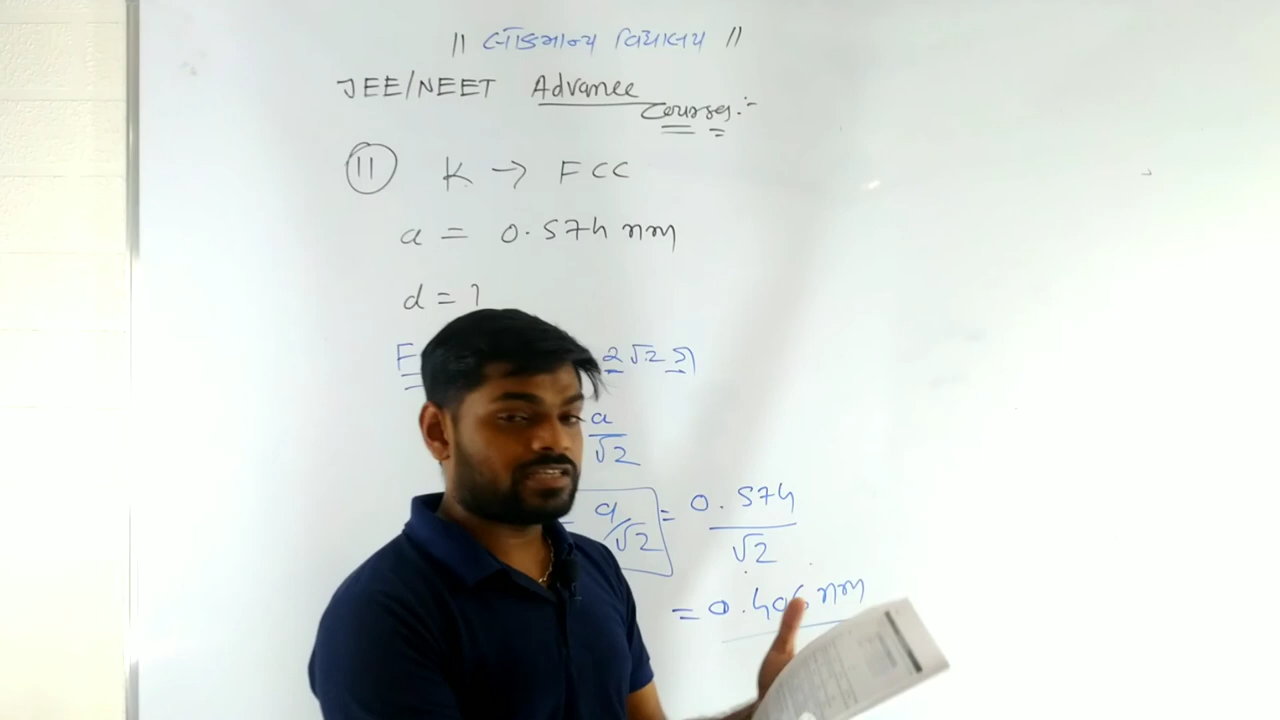 || લોકમાન્ય વિદ્યાલય ||
JEE/NEET Advance
Courses:-
11 K → FCC
a = 0.574 nm
d = ?
2√2 r
a/√2
a/√2 = 0.574/√2
= 0.406 nm